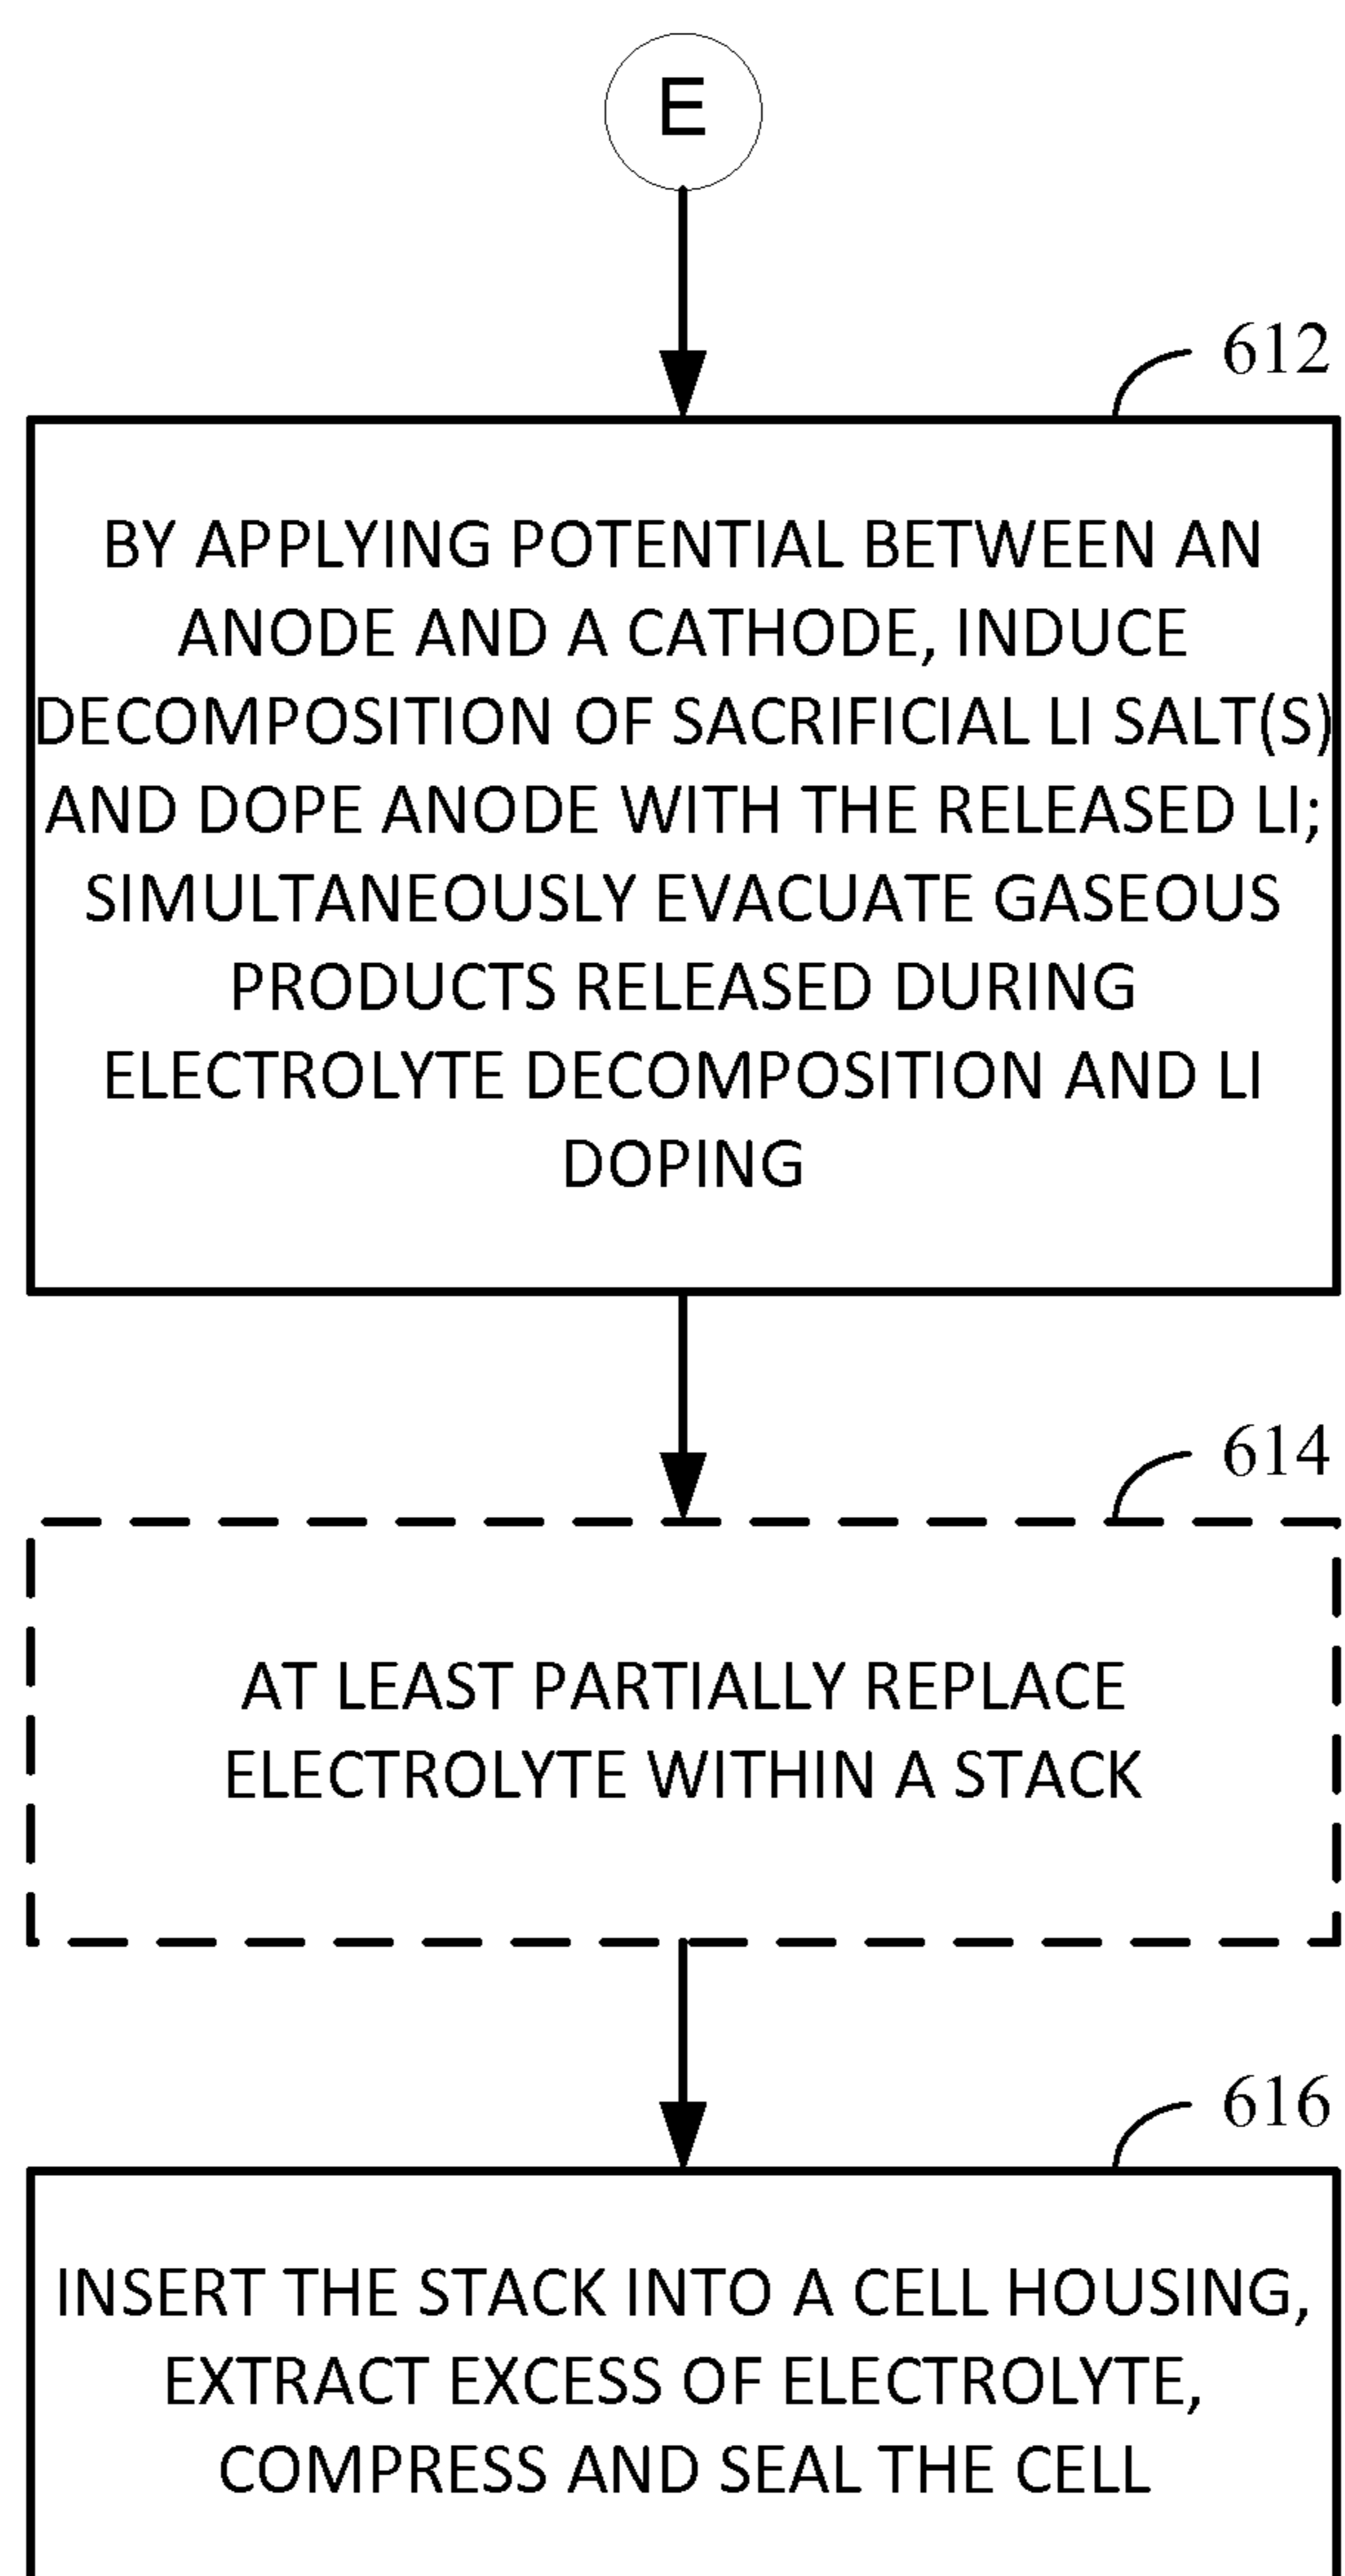 E
612
BY APPLYING POTENTIAL BETWEEN AN
ANODE AND A CATHODE, INDUCE
DECOMPOSITION OF SACRIFICIAL LI SALT(S)
AND DOPE ANODE WITH THE RELEASED LI;
SIMULTANEOUSLY EVACUATE GASEOUS
PRODUCTS RELEASED DURING
ELECTROLYTE DECOMPOSITION AND LI
DOPING
614
AT LEAST PARTIALLY REPLACE
ELECTROLYTE WITHIN A STACK
616
INSERT THE STACK INTO A CELL HOUSING,
EXTRACT EXCESS OF ELECTROLYTE,
COMPRESS AND SEAL THE CELL